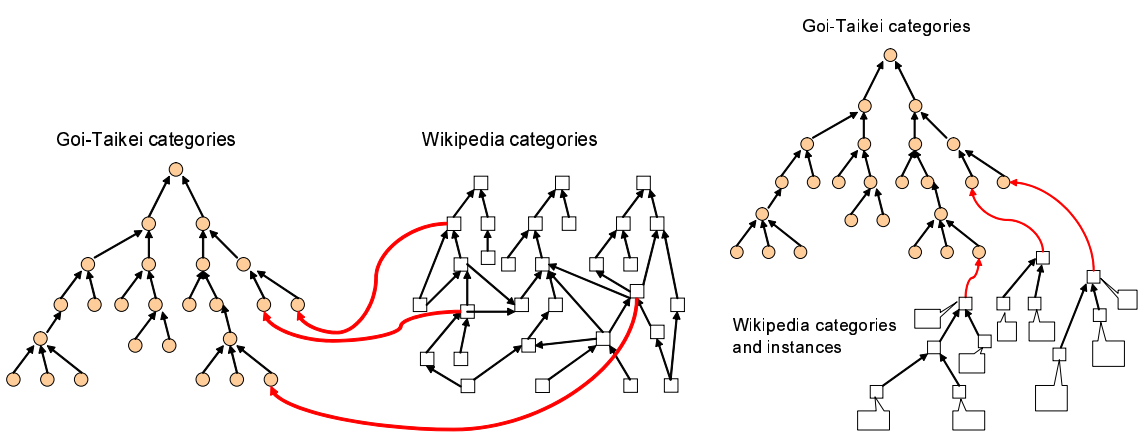 Goi-Taikei categories
Wikipedia categories
Goi-Taikei categories
Wikipedia categories
and instances